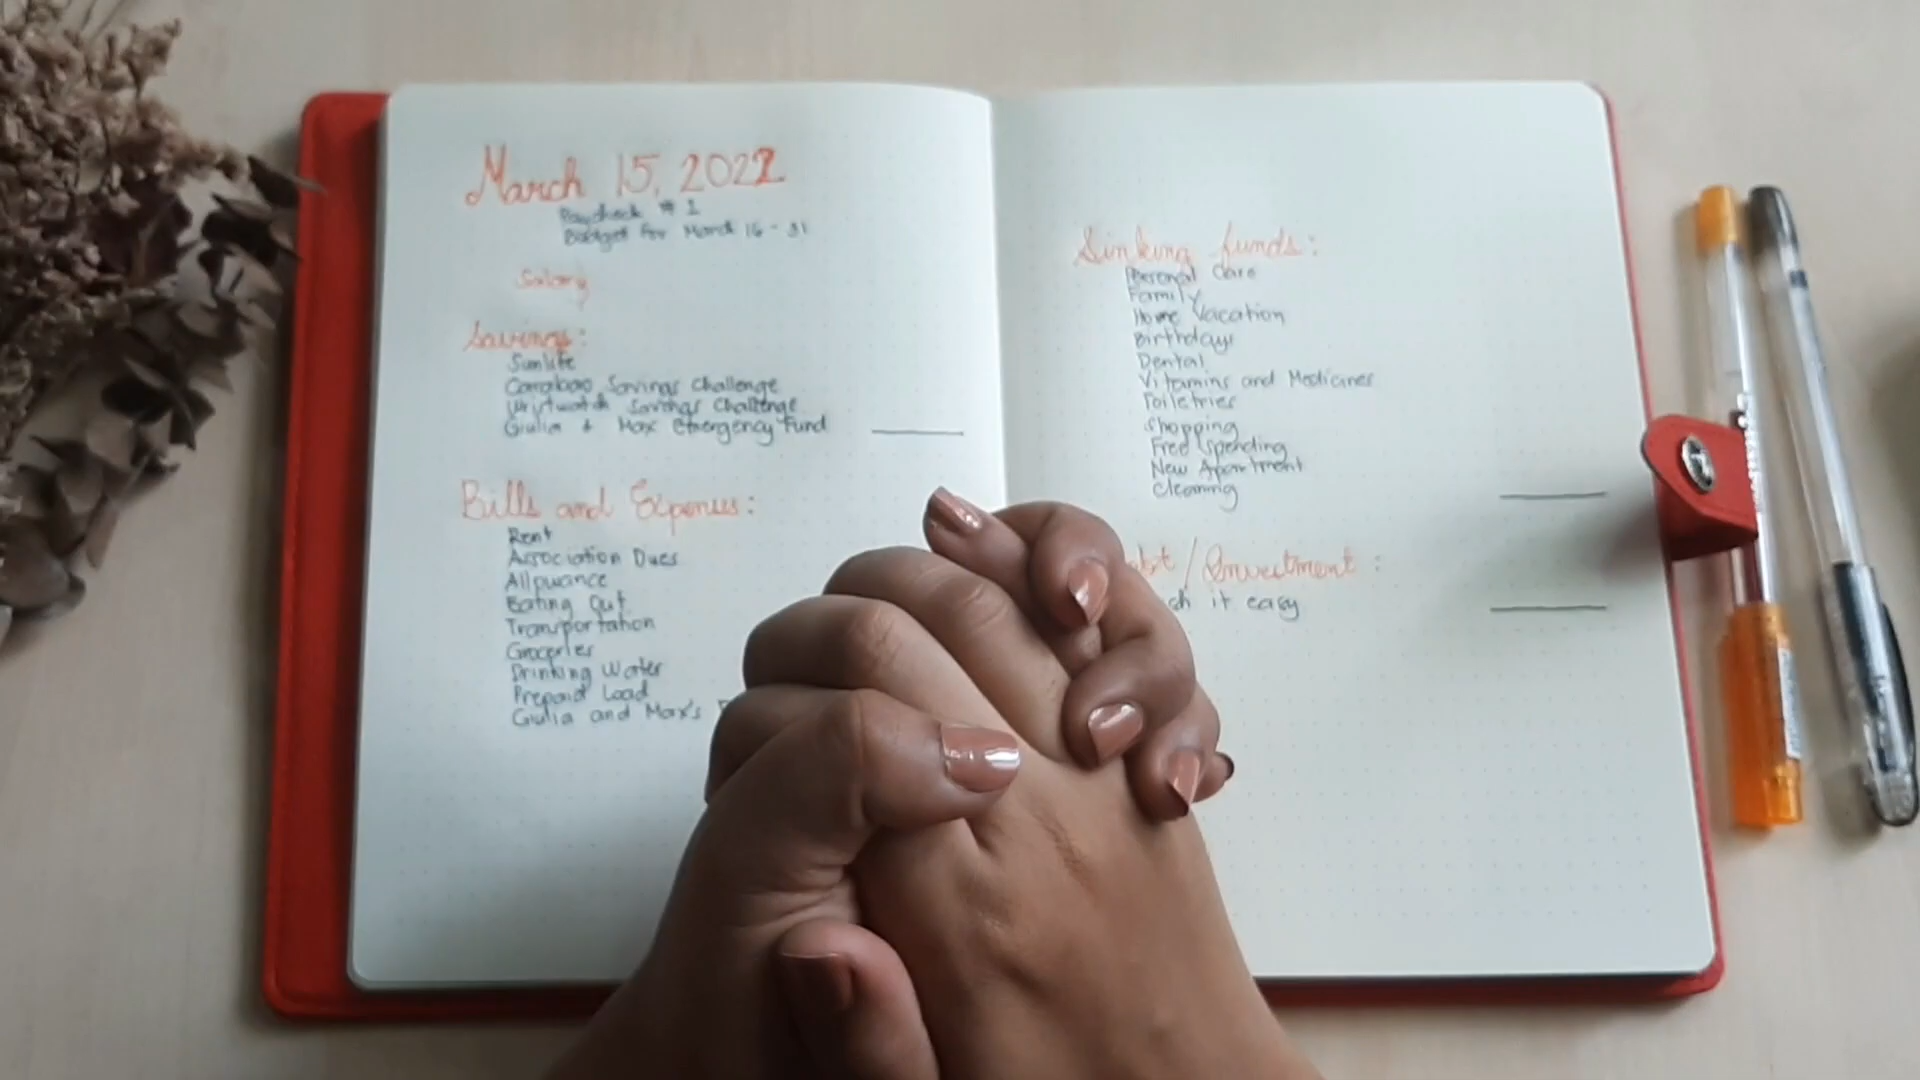 March 15, 2022
Paycheck # 1
Budget for March 16 - 31
Salary
Savings:
Sunlife
Carabao Savings Challenge
Wristwatch Savings Challenge
Giulia & Max Emergency Fund
Bills and Expenses:
Rent
Association Dues
Allowance
Eating Out
Transportation
Groceries
Drinking Water
Prepaid Load
Giulia and Max's
Sinking funds:
Personal Care
Family
Home Vacation
Birthdays
Dental
Vitamins and Medicines
Toiletries
Shopping
Free Spending
New Apartment
Cleaning
/ Investment:
it easy